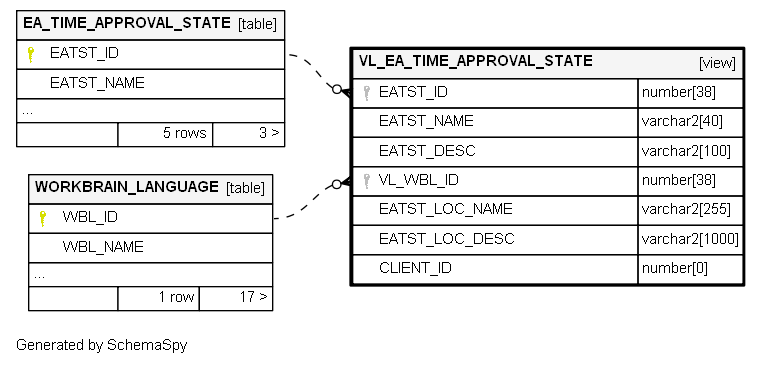 EA_TIME_APPROVAL_STATE [table]
EATST_ID
EATST_NAME
...
5 rows 3 >
WORKBRAIN_LANGUAGE [table]
WBL_ID
WBL_NAME
...
1 row 17 >
VL_EA_TIME_APPROVAL_STATE [view]
EATST_ID number[38]
EATST_NAME varchar2[40]
EATST_DESC varchar2[100]
VL_WBL_ID number[38]
EATST_LOC_NAME varchar2[255]
EATST_LOC_DESC varchar2[1000]
CLIENT_ID number[0]
Generated by SchemaSpy